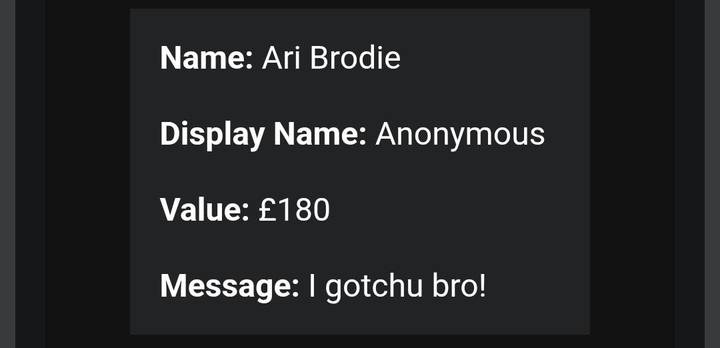 Name: Ari Brodie
Display Name: Anonymous
Value: £180
Message: I gotchu bro!